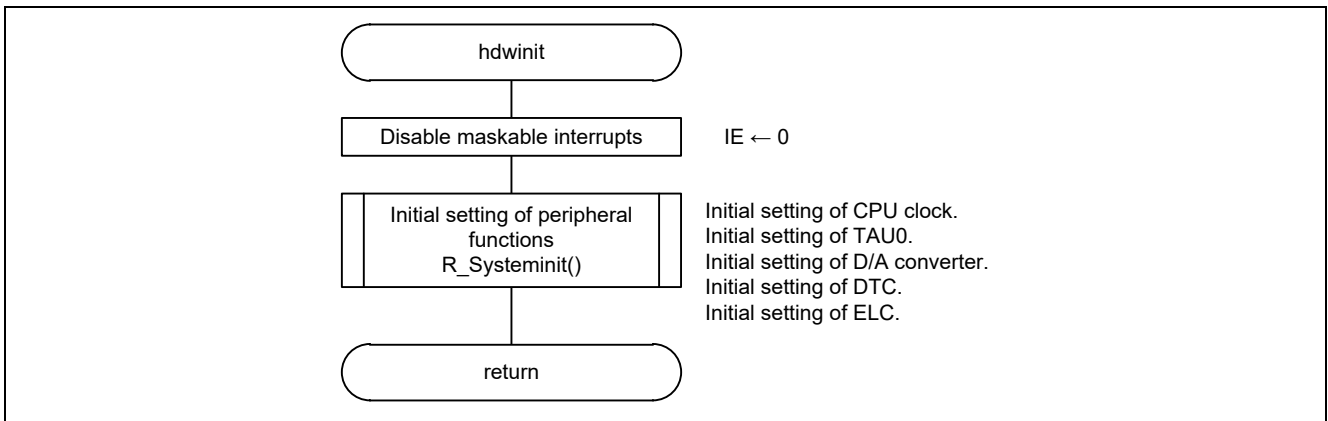 hdwinit
Disable maskable interrupts
IE ← 0
Initial setting of peripheral
functions
R_Systeminit()
Initial setting of CPU clock.
Initial setting of TAU0.
Initial setting of D/A converter.
Initial setting of DTC.
Initial setting of ELC.
return